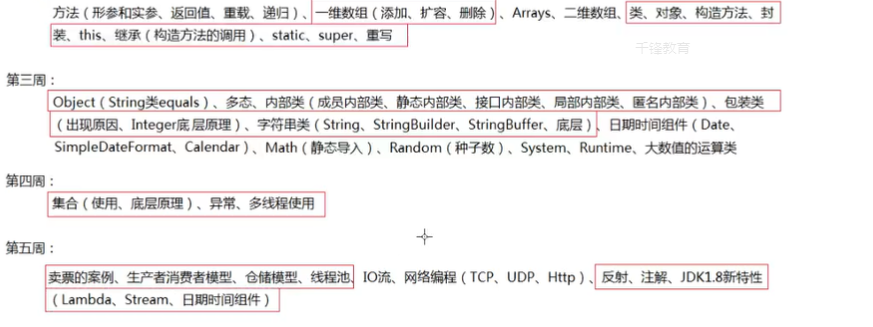 方法（形参和实参、返回值、重载、递归）、一维数组（添加、扩容、删除）、Arrays、二维数组、类、对象、构造方法、封
装、this、继承（构造方法的调用）、static、super、重写
千锋教育
第三周：
Object（String类equals）、多态、内部类（成员内部类、静态内部类、接口内部类、局部内部类、匿名内部类）、包装类
（出现原因、Integer底层原理）、字符串类（String、StringBuilder、StringBuffer、底层）、日期时间组件（Date、
SimpleDateFormat、Calendar）、Math（静态导入）、Random（种子数）、System、Runtime、大数值的运算类
第四周：
集合（使用、底层原理）、异常、多线程使用
第五周：
卖票的案例、生产者消费者模型、仓储模型、线程池、IO流、网络编程（TCP、UDP、Http）、反射、注解、JDK1.8新特性
（Lambda、Stream、日期时间组件）